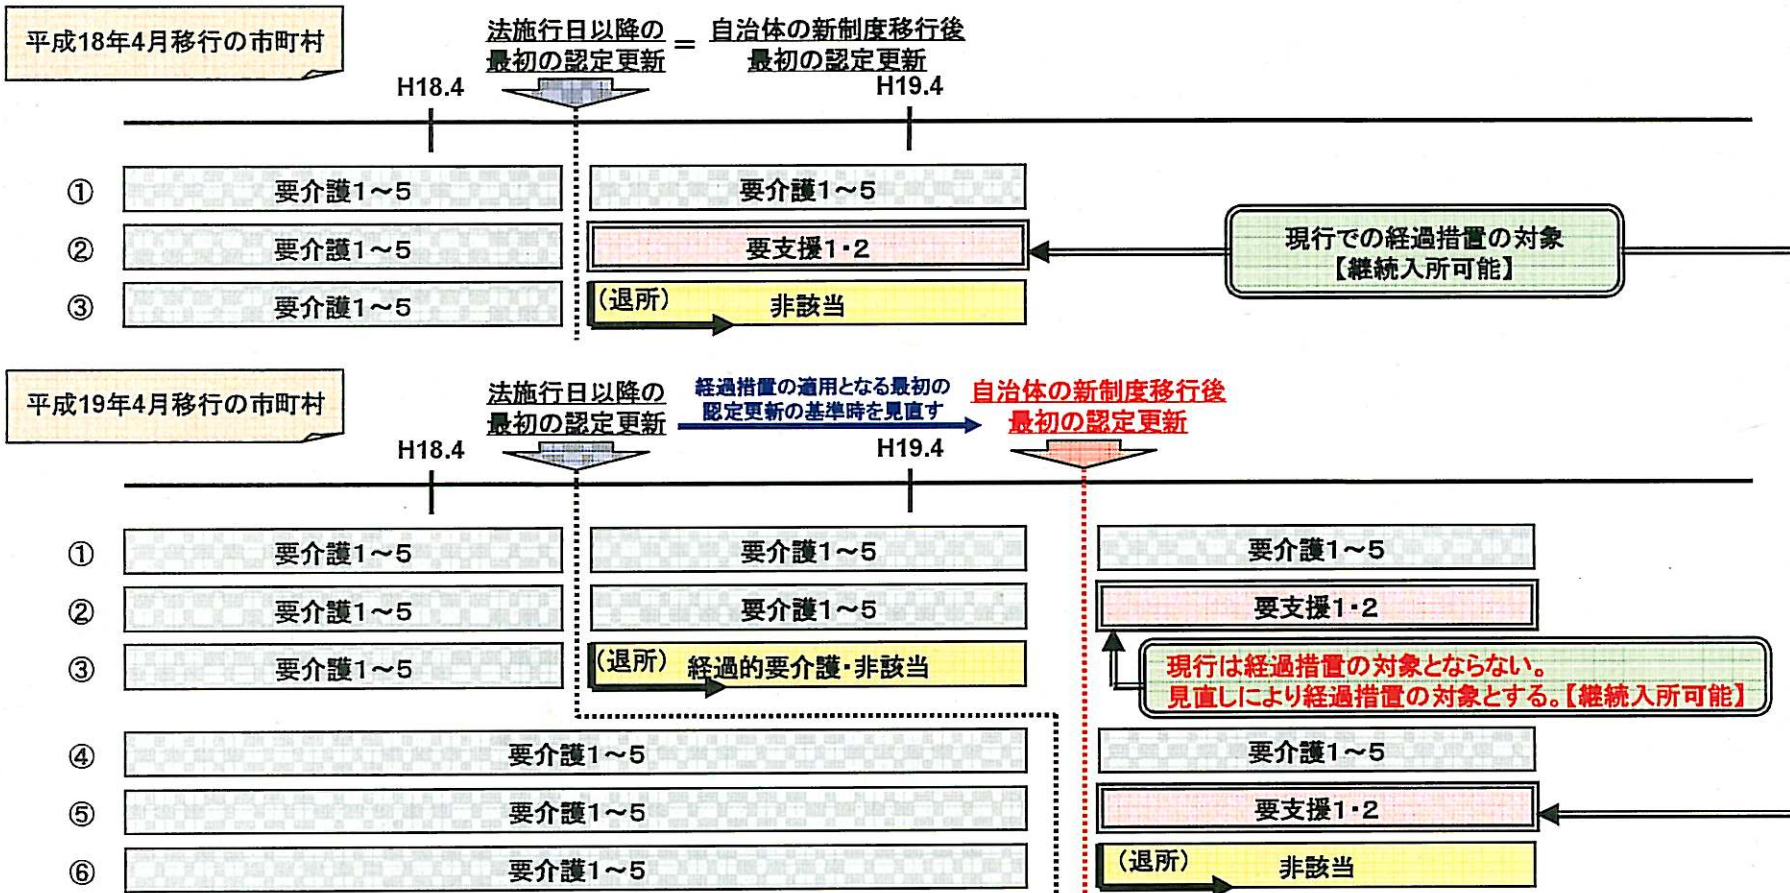 平成18年4月移行の市町村
法施行日以降の
最初の認定更新
=
自治体の新制度移行後
最初の認定更新
H18.4
H19.4
① 要介護1～5 要介護1～5
② 要介護1～5 要支援1・2
③ 要介護1～5 (退所) 非該当
現行での経過措置の対象
【継続入所可能】
平成19年4月移行の市町村
法施行日以降の
最初の認定更新
経過措置の適用となる最初の
認定更新の基準時を見直す
自治体の新制度移行後
最初の認定更新
H18.4
H19.4
① 要介護1～5 要介護1～5 要介護1～5
② 要介護1～5 要介護1～5 要支援1・2
③ 要介護1～5 (退所) 経過的要介護・非該当
現行は経過措置の対象とならない。
見直しにより経過措置の対象とする。【継続入所可能】
④ 要介護1～5 要介護1～5
⑤ 要介護1～5 要支援1・2
⑥ 要介護1～5 (退所) 非該当